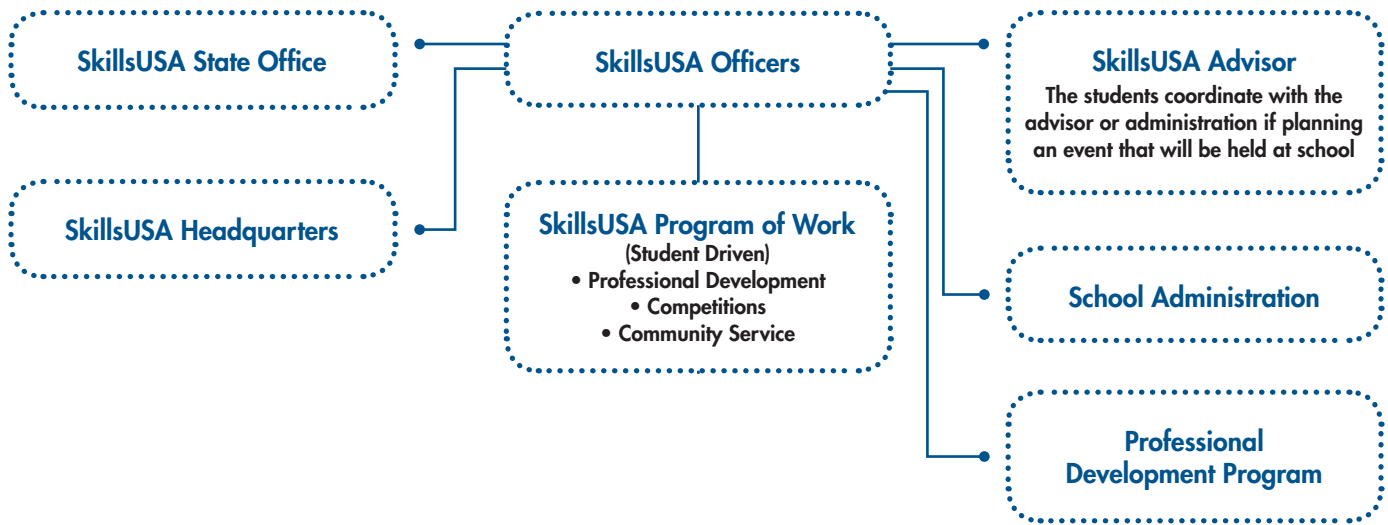 SkillsUSA State Office
SkillsUSA Officers
SkillsUSA Advisor
The students coordinate with the
advisor or administration if planning
an event that will be held at school
SkillsUSA Headquarters
SkillsUSA Program of Work
(Student Driven)
• Professional Development
• Competitions
• Community Service
School Administration
Professional
Development Program